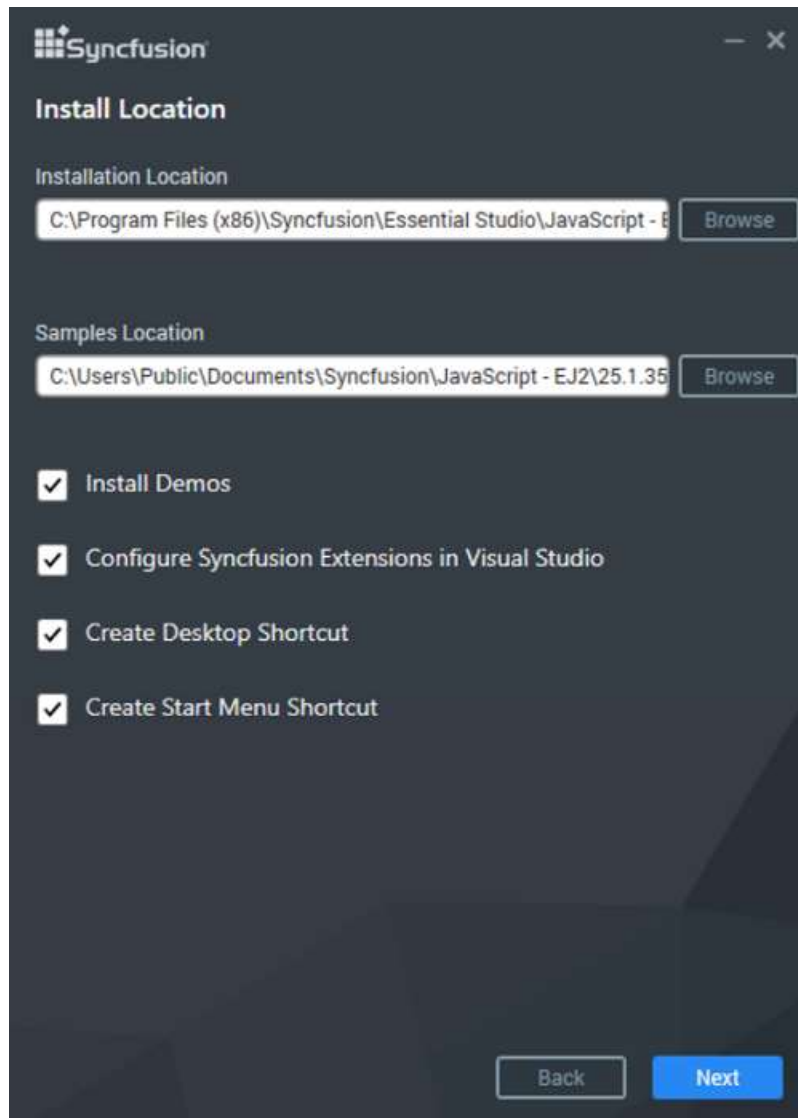 Syncfusion
Install Location
Installation Location
C:\Program Files (x86)\Syncfusion\Essential Studio\JavaScript - E
Browse
Samples Location
C:\Users\Public\Documents\Syncfusion\JavaScript - EJ2\25.1.35
Browse
Install Demos
Configure Syncfusion Extensions in Visual Studio
Create Desktop Shortcut
Create Start Menu Shortcut
Back
Next